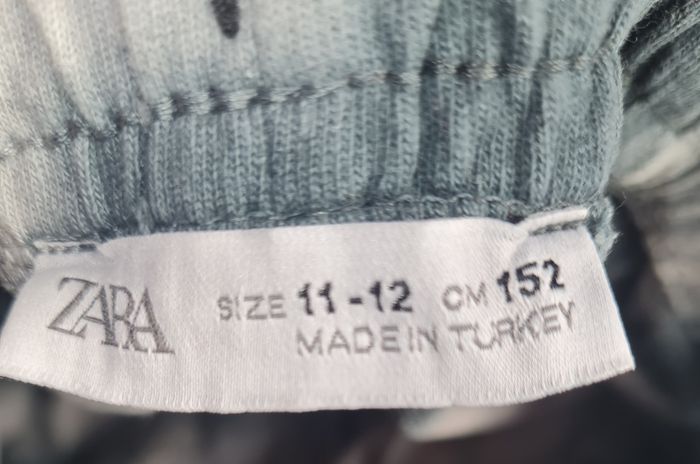 ZARA
SIZE 11-12 CM 152
MADE IN TURKEY